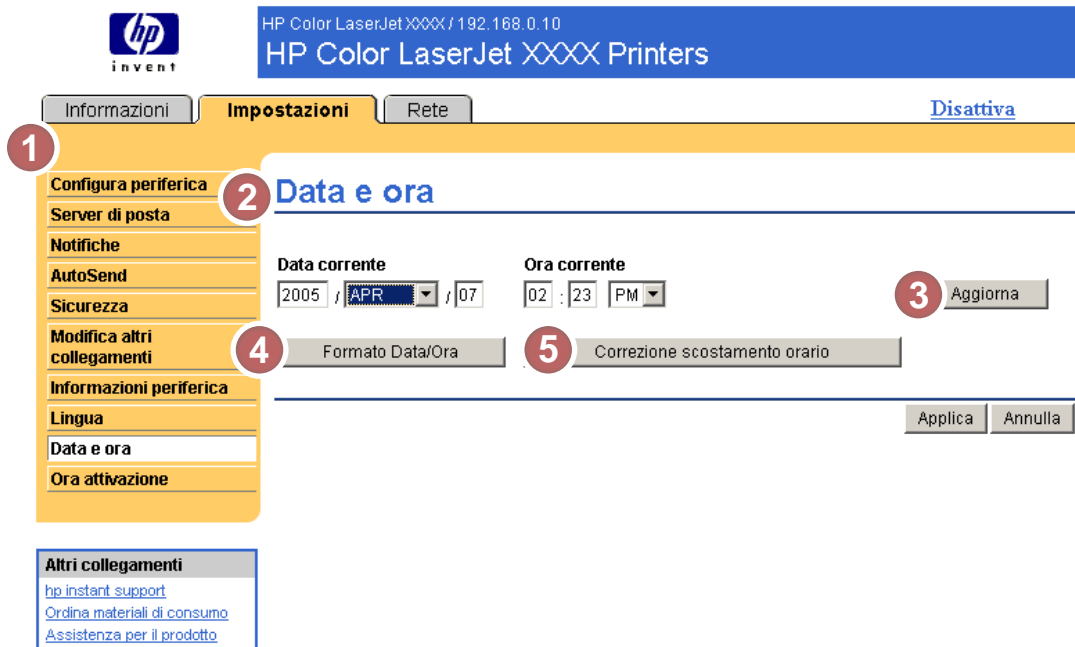 hp
invent
HP Color LaserJet XXXX / 192.168.0.10
HP Color LaserJet XXXX Printers
Informazioni
Impostazioni
Rete
Disattiva
1
Configura periferica
Server di posta
Notifiche
AutoSend
Sicurezza
Modifica altri
collegamenti
Informazioni periferica
Lingua
Data e ora
Ora attivazione
2
Data e ora
Data corrente
Ora corrente
2005 / APR / 07
02 : 23 PM
3
Aggiorna
4
Formato Data/Ora
5
Correzione scostamento orario
Applica
Annulla
Altri collegamenti
hp instant support
Ordina materiali di consumo
Assistenza per il prodotto